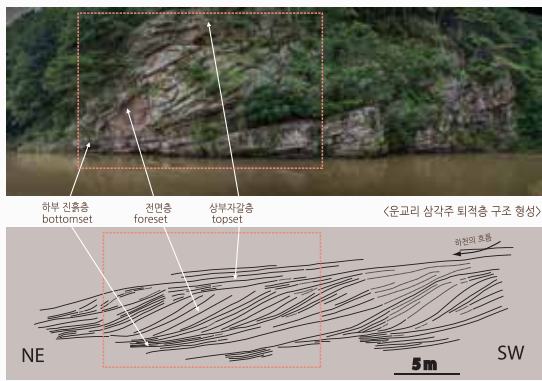 하부 진흙층
bottomset
전면층
foreset
상부자갈층
topset
<운교리 삼각주 퇴적층 구조 형성>
하천의 흐름
NE
SW
5m